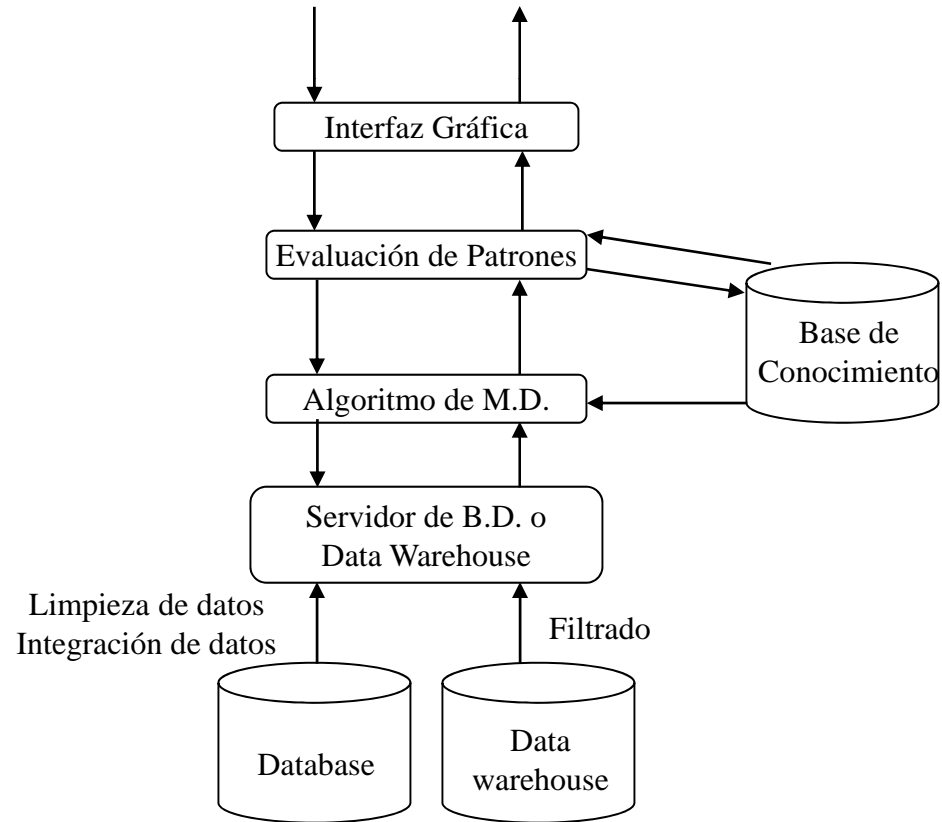 Interfaz Gráfica
Evaluación de Patrones
Base de
Conocimiento
Algoritmo de M.D.
Servidor de B.D. o
Data Warehouse
Limpieza de datos
Integración de datos
Filtrado
Database
Data
warehouse